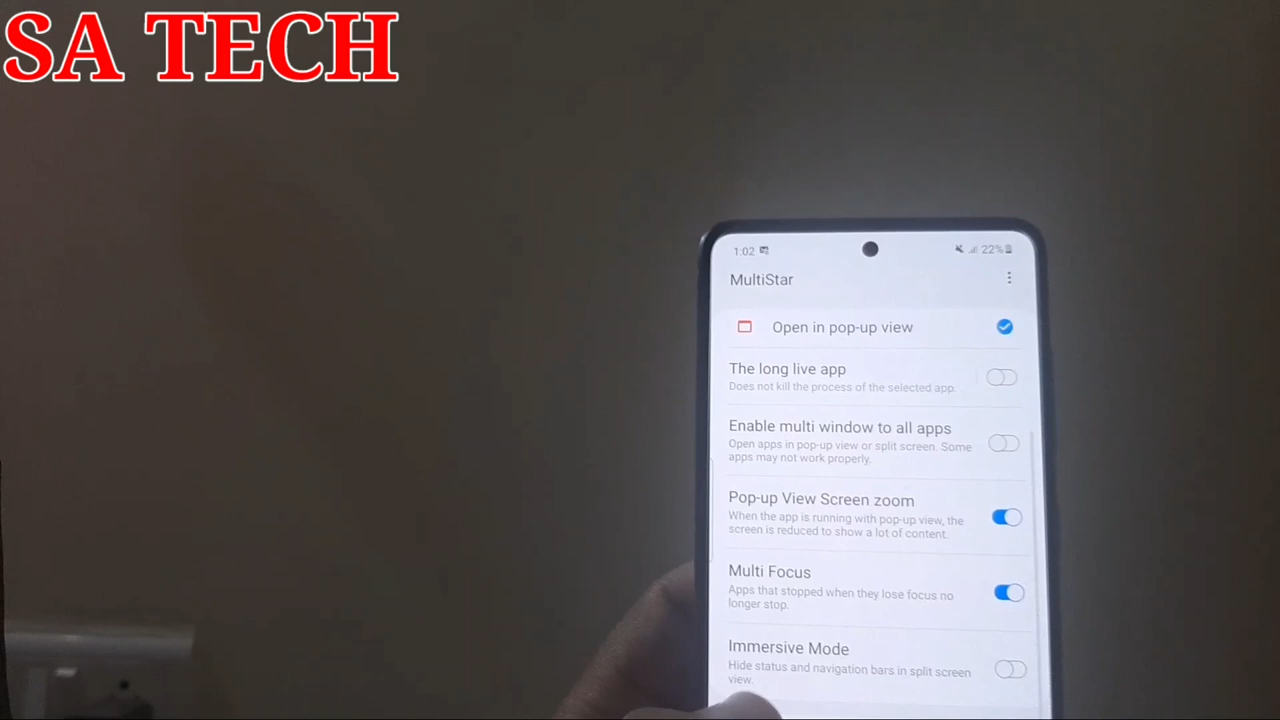 SA TECH
1:02
22%
MultiStar
Open in pop-up view
The long live app
Does not kill the process of the selected app.
Enable multi window to all apps
Open apps in pop-up view or split screen. Some
apps may not work properly.
Pop-up View Screen zoom
When the app is running with pop-up view, the
screen is reduced to show a lot of content.
Multi Focus
Apps that stopped when they lose focus no
longer stop.
Immersive Mode
Hide status and navigation bars in split screen
view.